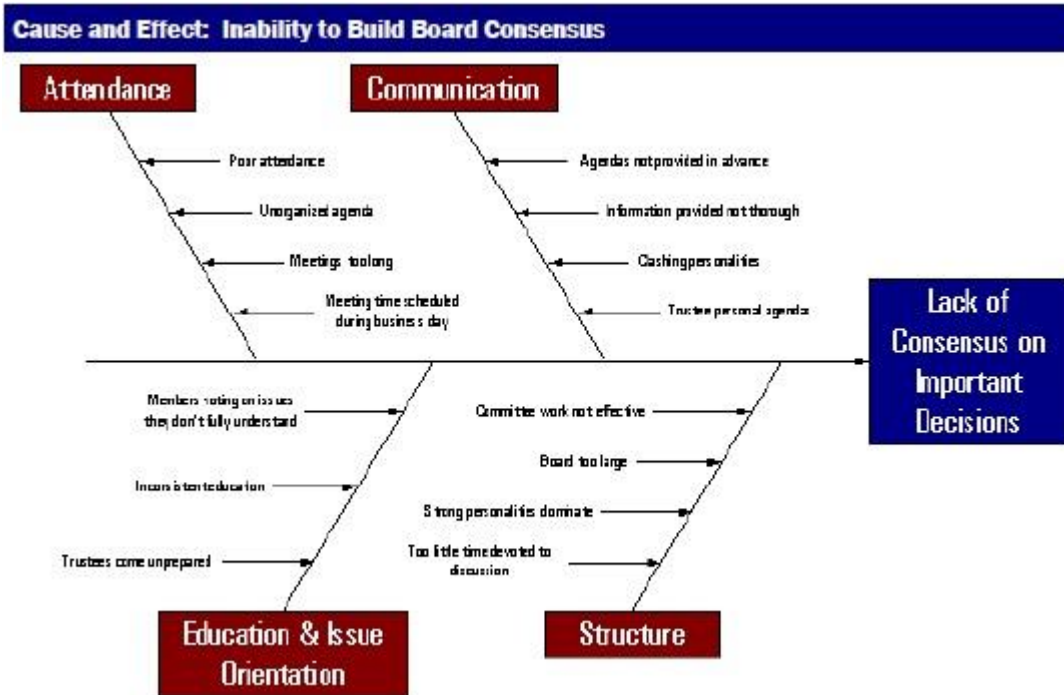 Cause and Effect: Inability to Build Board Consensus
Attendance
Communication
Poor attendance
Unorganized agenda
Meetings too long
Meeting time scheduled
during business day
Agendas not provided in advance
Information provided not thorough
Clashing personalities
Trustee personal agendas
Lack of
Consensus on
Important
Decisions
Members voting on issues
they don't fully understand
Inconsistent education
Trustees come unprepared
Committee work not effective
Board too large
Strong personalities dominate
Too little time devoted to
discussion
Education & Issue
Orientation
Structure